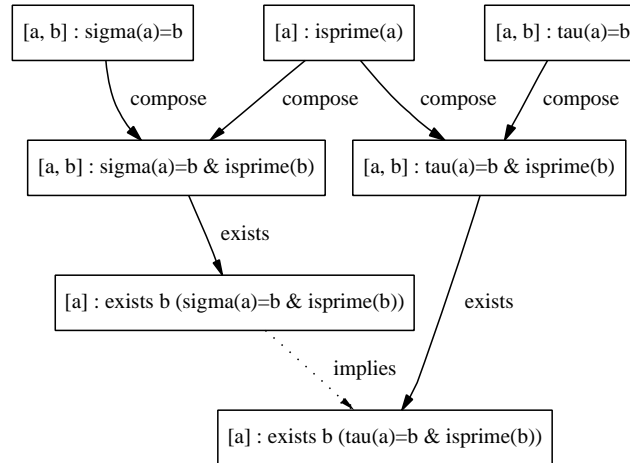 [a, b] : sigma(a)=b
[a] : isprime(a)
[a, b] : tau(a)=b
compose
compose
compose
compose
[a, b] : sigma(a)=b & isprime(b)
[a, b] : tau(a)=b & isprime(b)
exists
[a] : exists b (sigma(a)=b & isprime(b))
exists
implies
[a] : exists b (tau(a)=b & isprime(b))